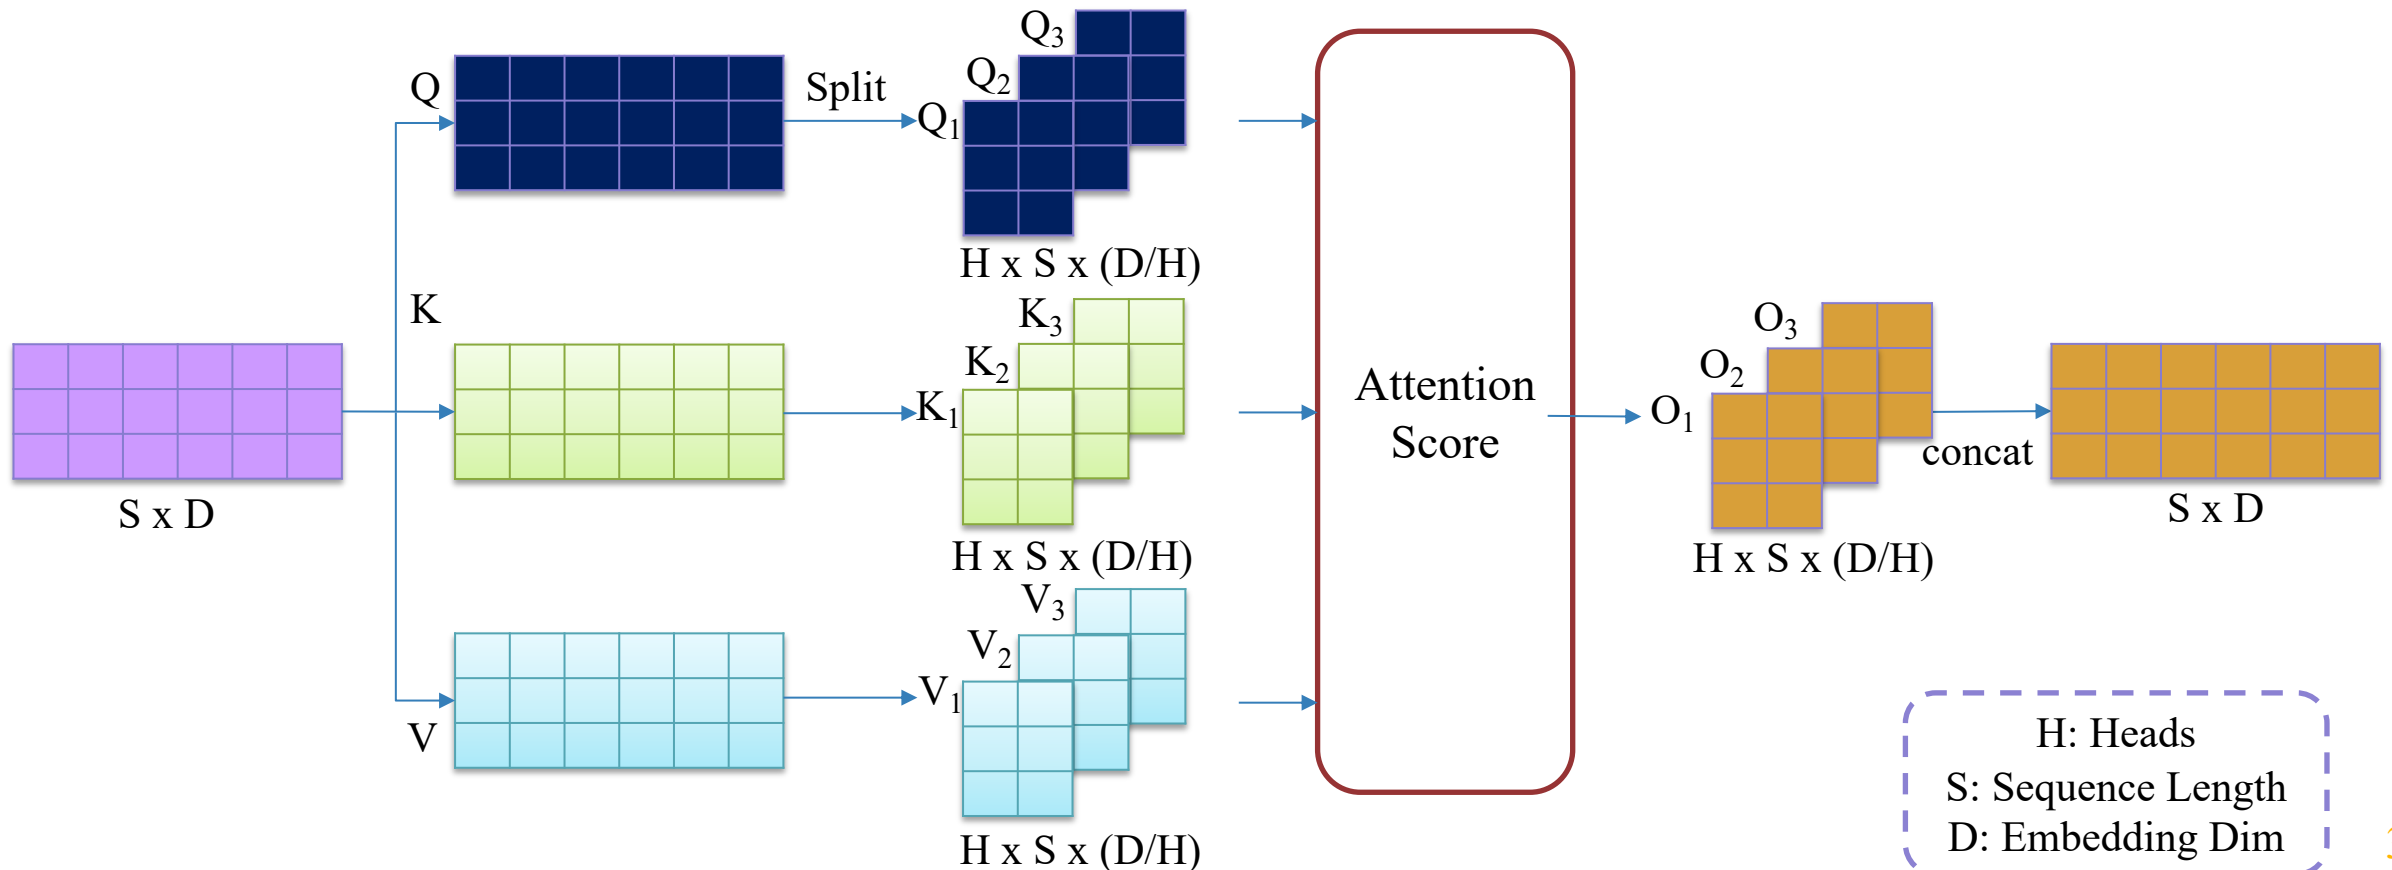 Q
Split
Q3
Q2
Q1
H x S x (D/H)
K
K3
K2
K1
H x S x (D/H)
S x D
V
V3
V2
V1
H x S x (D/H)
Attention
Score
O3
O2
O1
H x S x (D/H)
concat
S x D
H: Heads
S: Sequence Length
D: Embedding Dim